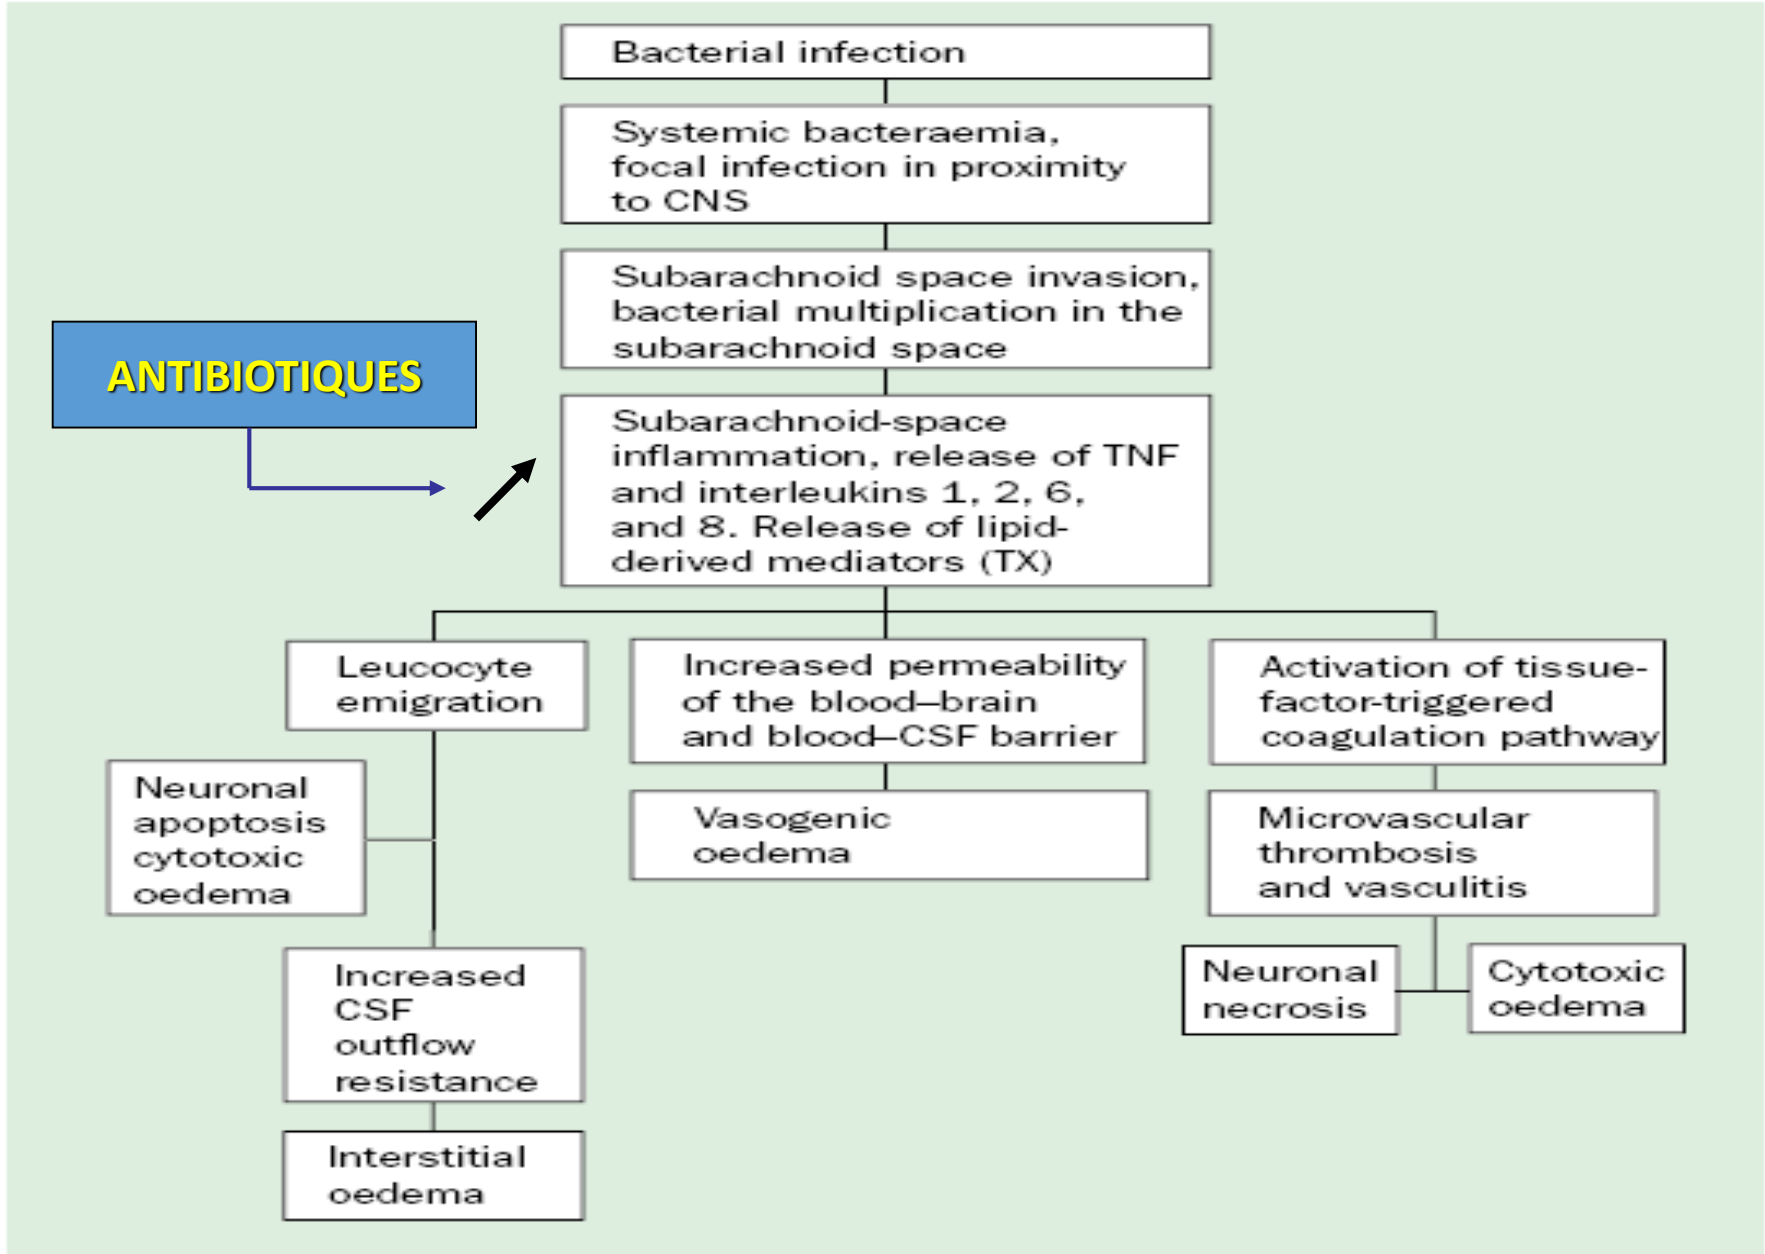 Bacterial infection
Systemic bacteraemia,
focal infection in proximity
to CNS
Subarachnoid space invasion,
bacterial multiplication in the
subarachnoid space
ANTIBIOTIQUES
Subarachnoid-space
inflammation, release of TNF
and interleukins 1, 2, 6,
and 8. Release of lipid-
derived mediators (TX)
Leucocyte
emigration
Increased permeability
of the blood–brain
and blood–CSF barrier
Activation of tissue-
factor-triggered
coagulation pathway
Neuronal
apoptosis
cytotoxic
oedema
Vasogenic
oedema
Microvascular
thrombosis
and vasculitis
Increased
CSF
outflow
resistance
Neuronal
necrosis
Cytotoxic
oedema
Interstitial
oedema